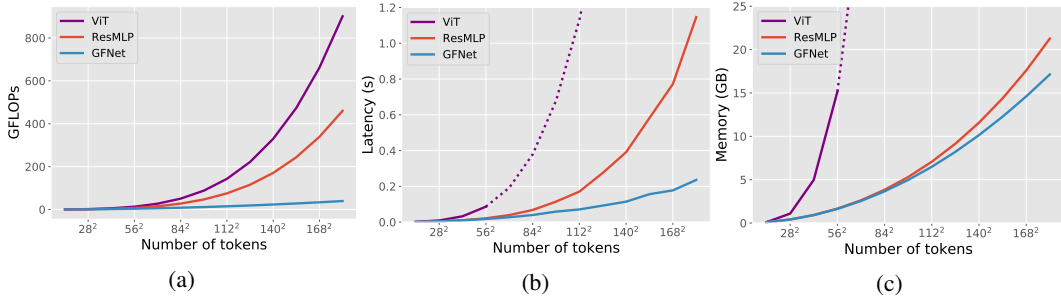 ViT
ResMLP
GFNet
GFLOPs
800
600
400
200
0
28² 56² 84² 112² 140² 168²
Number of tokens
(a)
ViT
ResMLP
GFNet
Latency (s)
1.2
1.0
0.8
0.6
0.4
0.2
0.0
28² 56² 84² 112² 140² 168²
Number of tokens
(b)
ViT
ResMLP
GFNet
Memory (GB)
25
20
15
10
5
0
28² 56² 84² 112² 140² 168²
Number of tokens
(c)